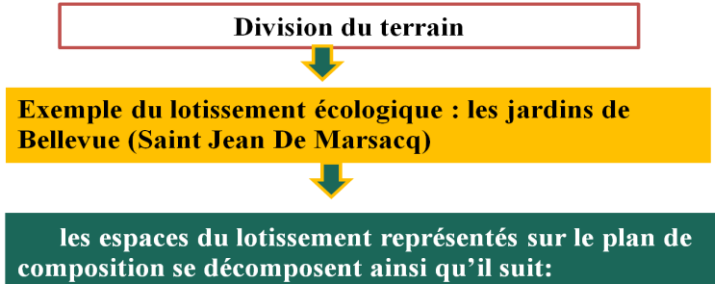 Division du terrain
Exemple du lotissement écologique : les jardins de
Bellevue (Saint Jean De Marsacq)
les espaces du lotissement représentés sur le plan de
composition se décomposent ainsi qu’il suit: